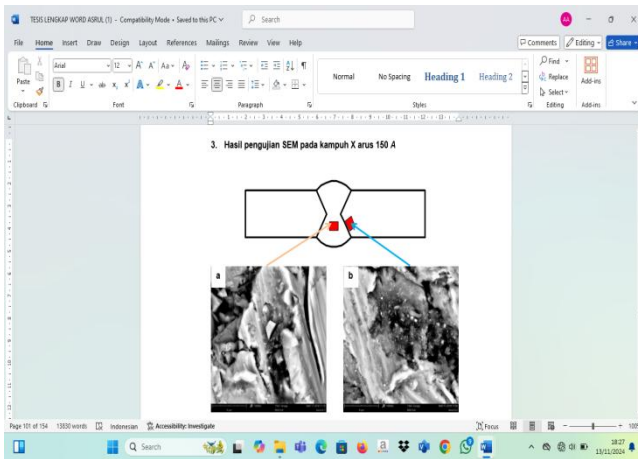 TESIS LENGKAP WORD ASRUL (1) - Compatibility Mode • Saved to this PC
Search
AA
File Home Insert Draw Design Layout References Mailings Review View Help
Comments Editing Share
Paste
Arial 12
B I U
Normal No Spacing Heading 1 Heading 2
Find
Replace
Select
Add-ins
Clipboard Font Paragraph Styles Editing Add-ins
3. Hasil pengujian SEM pada kampuh X arus 150 A
a b
Page 101 of 154 13830 words Indonesian Accessibility: Investigate Focus 100%
Search
18:27
13/11/2024